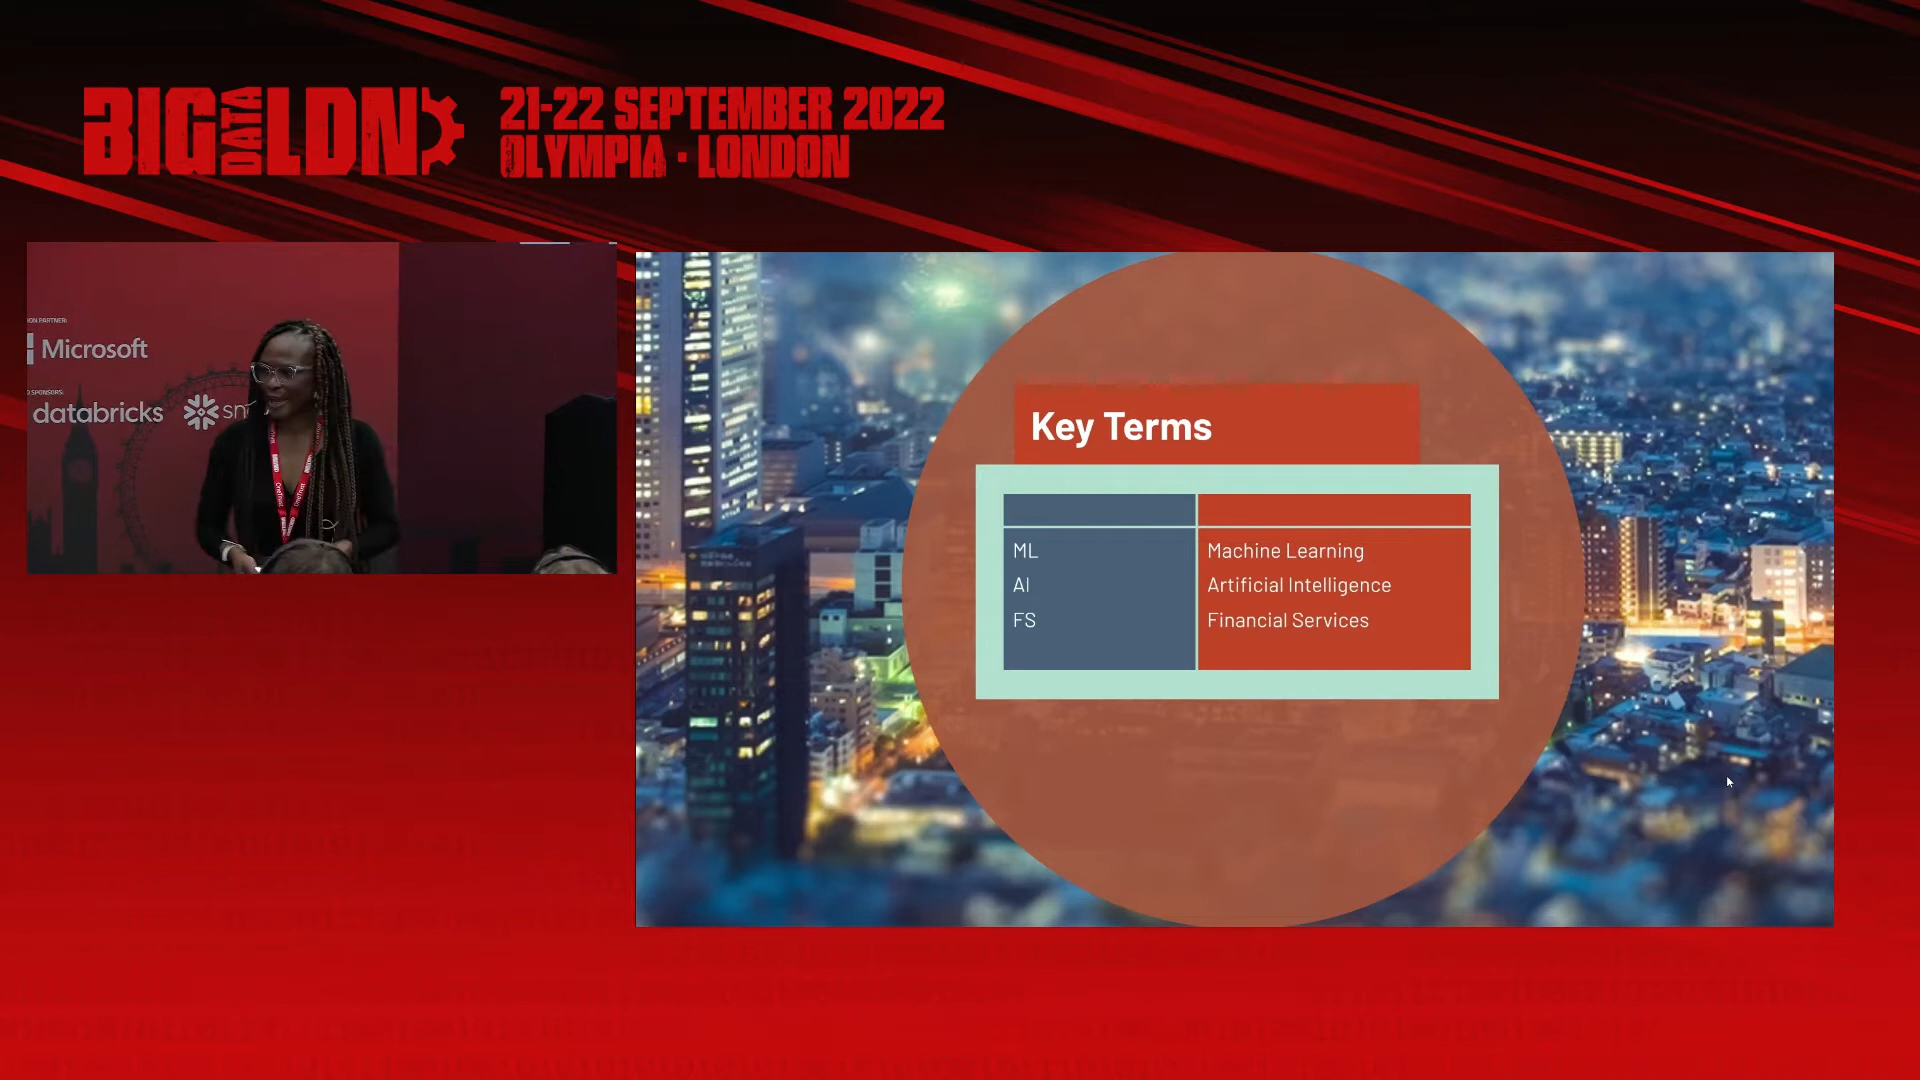 BIG DATA LDN
21-22 SEPTEMBER 2022
OLYMPIA · LONDON
Microsoft
databricks
Key Terms
ML Machine Learning
AI Artificial Intelligence
FS Financial Services